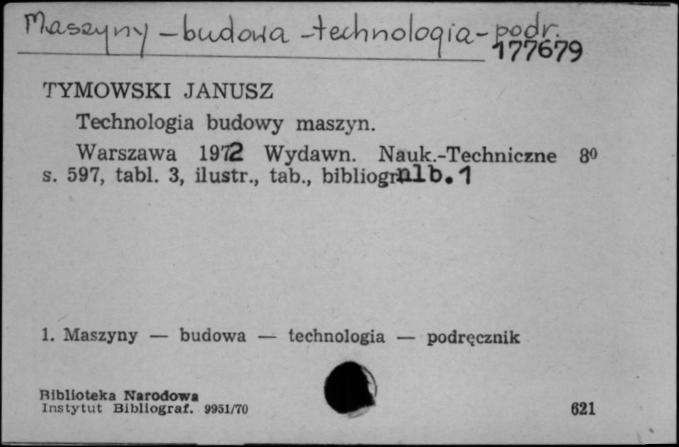 Maszyny - budowa - technologia - podr.
177679
TYMOWSKI JANUSZ
Technologia budowy maszyn.
Warszawa 1972 Wydawn. Nauk.-Techniczne 8⁰
s. 597, tabl. 3, ilustr., tab., bibliogr. nlb. 1
1. Maszyny — budowa — technologia — podręcznik
Biblioteka Narodowa
Instytut Bibliograf. 9951/70
621